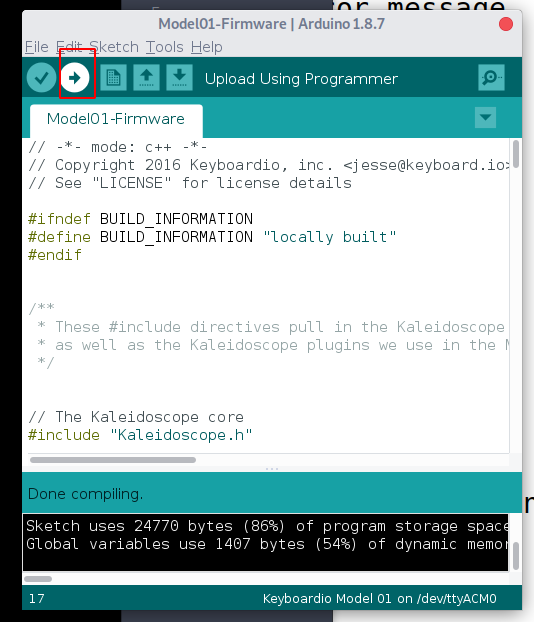 or message
Model01-Firmware | Arduino 1.8.7
File Edit Sketch Tools Help
Upload Using Programmer
Model01-Firmware
// -*- mode: c++ -*-
// Copyright 2016 Keyboardio, inc. <jesse@keyboard.io>
// See "LICENSE" for license details
#ifndef BUILD_INFORMATION
#define BUILD_INFORMATION "locally built"
#endif
/**
* These #include directives pull in the Kaleidoscope
* as well as the Kaleidoscope plugins we use in the M
*/
// The Kaleidoscope core
#include "Kaleidoscope.h"
Done compiling.
Sketch uses 24770 bytes (86%) of program storage space
Global variables use 1407 bytes (54%) of dynamic memor
17 Keyboardio Model 01 on /dev/ttyACM0